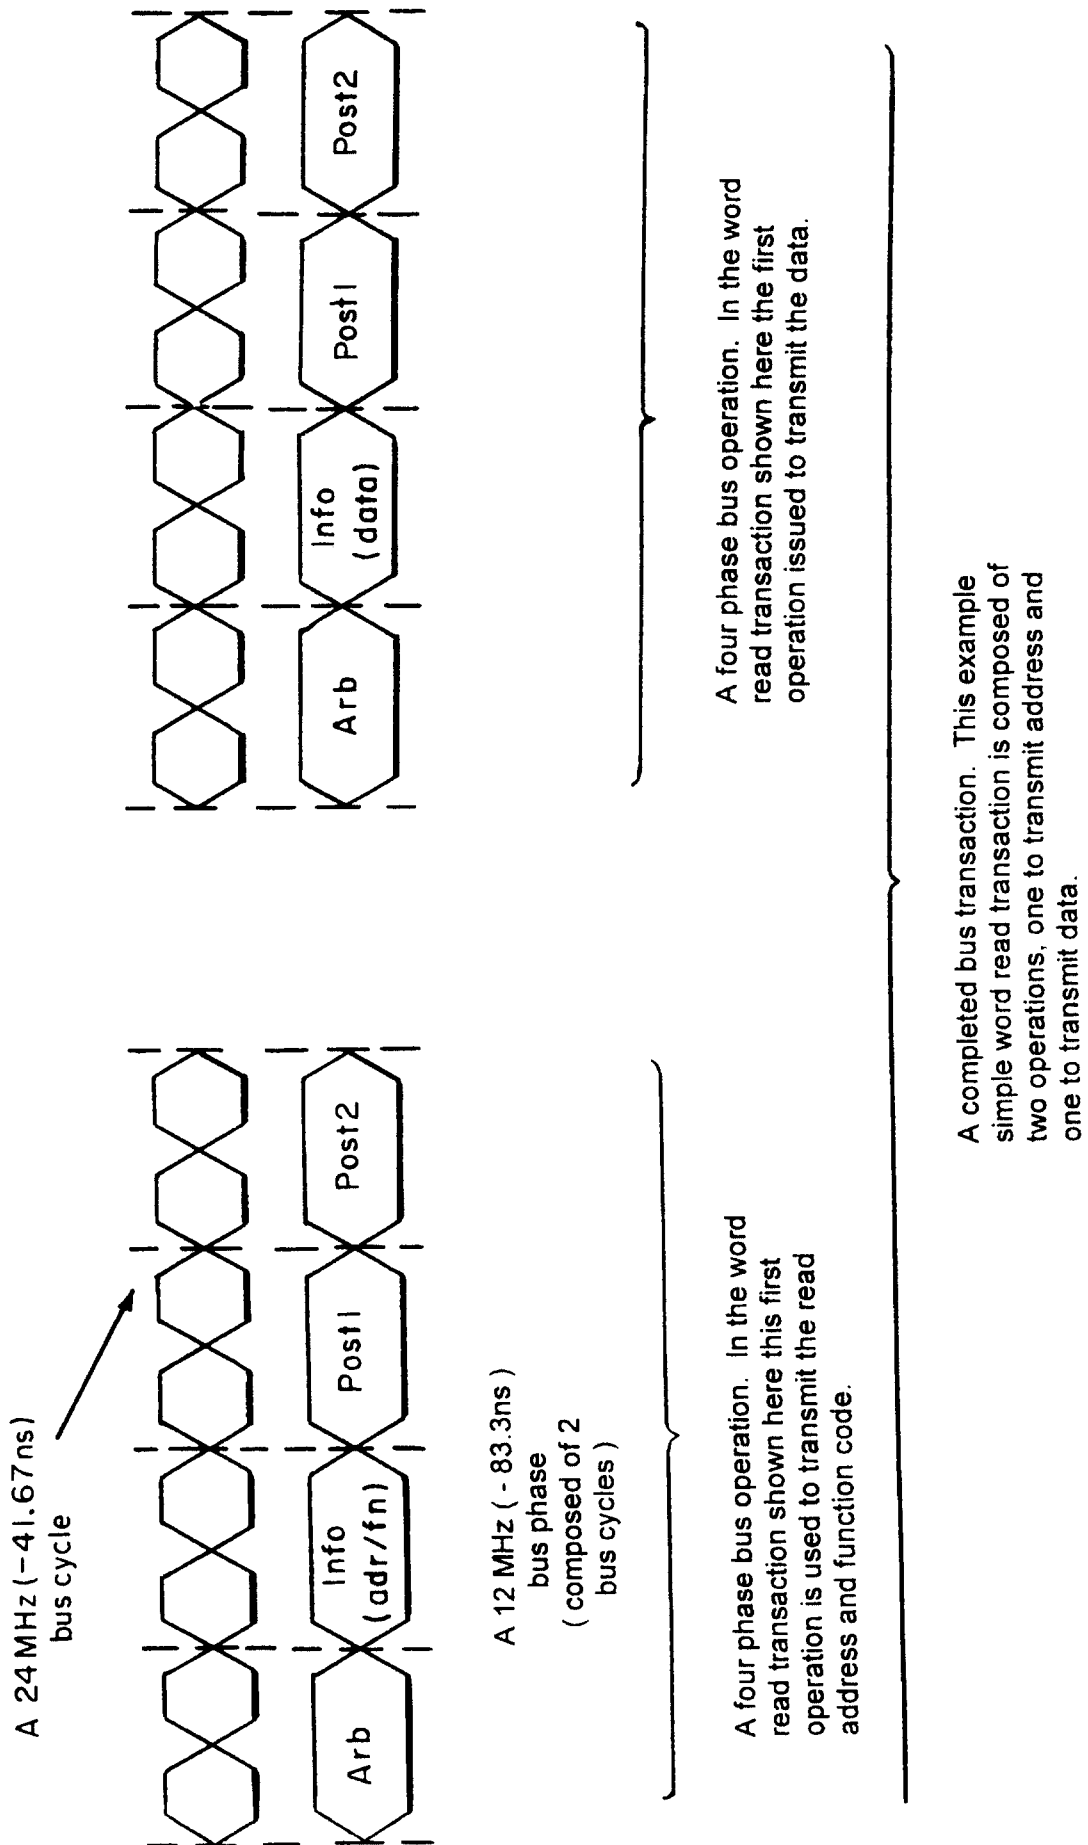 A 24MHz (-41.67ns)
bus cycle
Arb
Info
(adr/fn)
Post1
Post2
Arb
Info
(data)
Post1
Post2
A 12 MHz ( - 83.3ns )
bus phase
( composed of 2
bus cycles )
A four phase bus operation. In the word
read transaction shown here this first
operation is used to transmit the read
address and function code.
A four phase bus operation. In the word
read transaction shown here the first
operation issued to transmit the data.
A completed bus transaction. This example
simple word read transaction is composed of
two operations, one to transmit address and
one to transmit data.